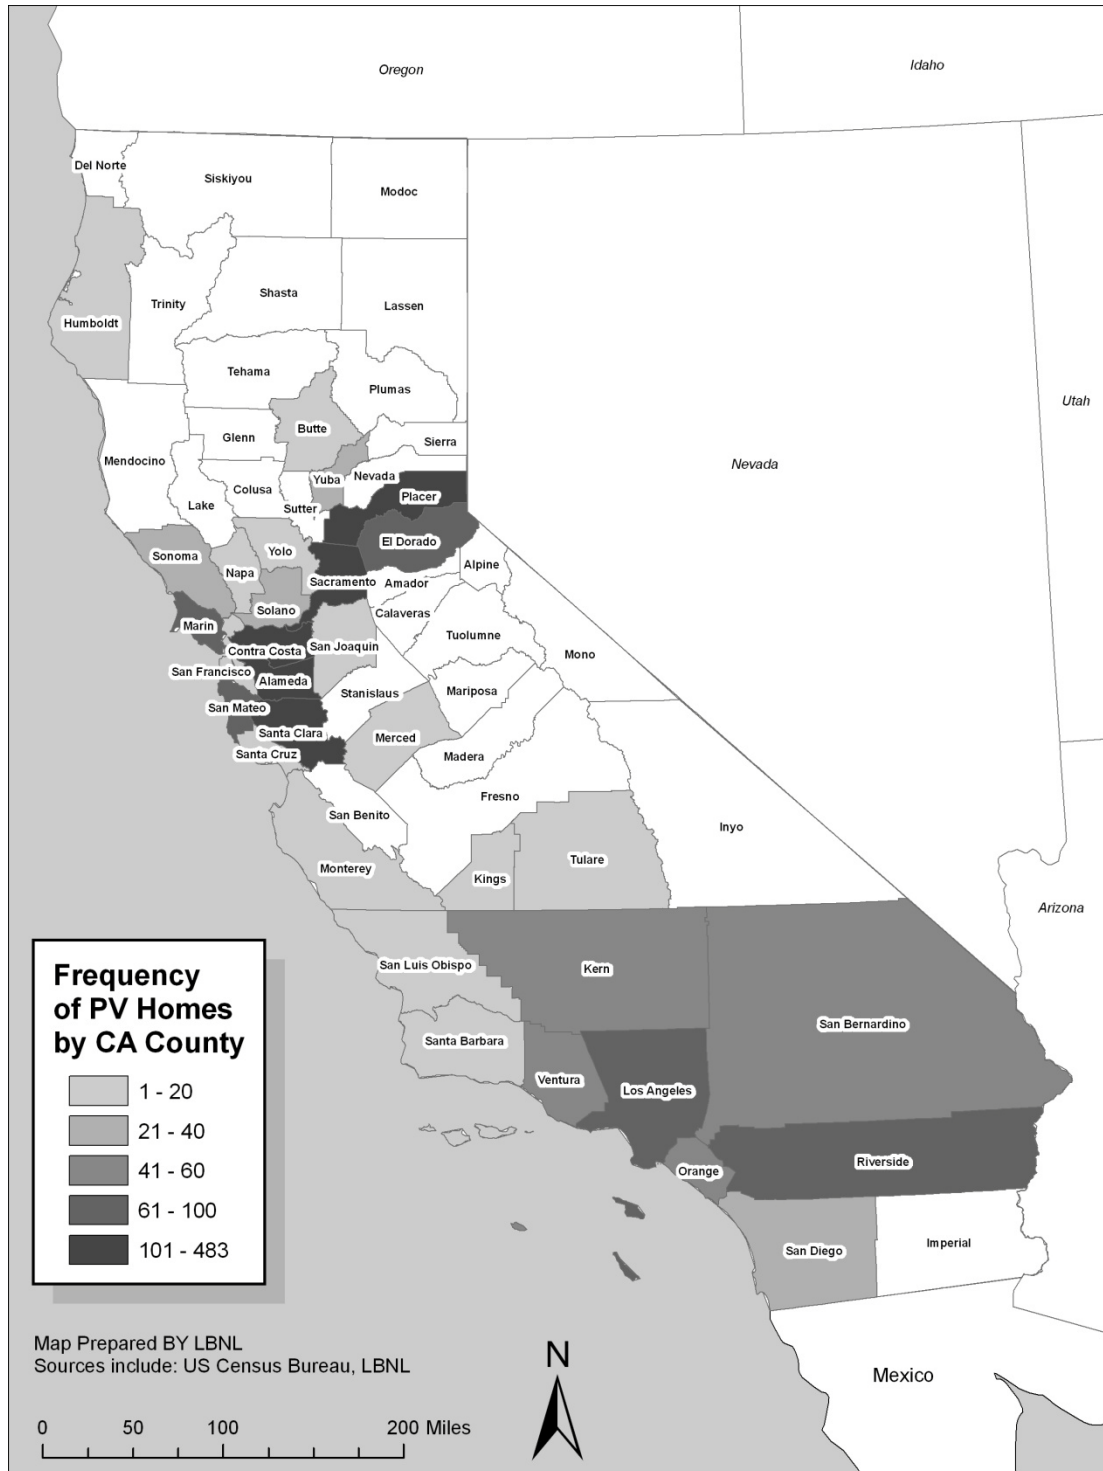 Oregon
Idaho
Del Norte
Siskiyou
Modoc
Trinity
Shasta
Lassen
Humboldt
Tehama
Plumas
Utah
Butte
Glenn
Sierra
Mendocino
Nevada
Yuba
Nevada
Colusa
Placer
Lake
Sutter
El Dorado
Sonoma
Yolo
Alpine
Napa
Sacramento
Amador
Solano
Calaveras
Marin
Tuolumne
Contra Costa
San Joaquin
Mono
San Francisco
Alameda
Stanislaus
Mariposa
San Mateo
Santa Clara
Merced
Santa Cruz
Madera
Fresno
San Benito
Inyo
Tulare
Monterey
Kings
Arizona
San Luis Obispo
Kern
San Bernardino
Santa Barbara
Ventura
Los Angeles
Orange
Riverside
San Diego
Imperial
Mexico
Frequency
of PV Homes
by CA County
1 - 20
21 - 40
41 - 60
61 - 100
101 - 483
Map Prepared BY LBNL
Sources include: US Census Bureau, LBNL
N
0 50 100 200 Miles